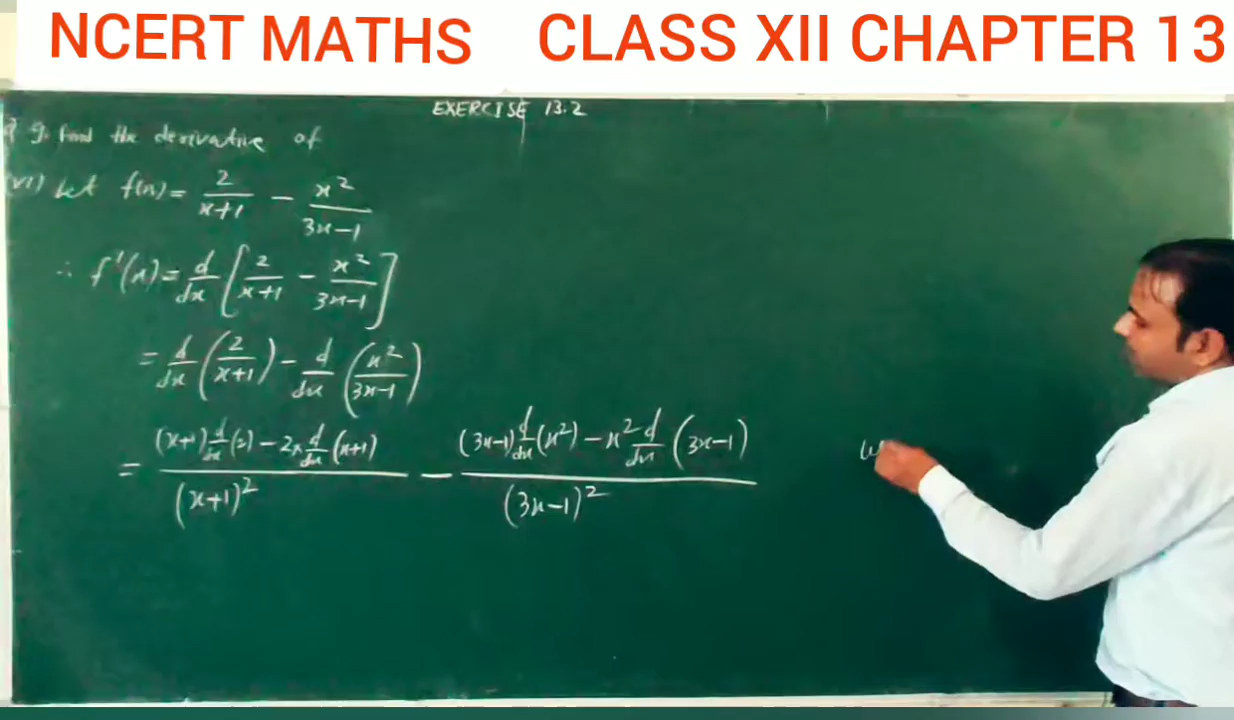 NCERT MATHS CLASS XII CHAPTER 13
EXERCISE 13.2
9. Find the derivative of
(vi) Let f(x) = 2/(x+1) − x²/(3x−1)
∴ f'(x) = d/dx [2/(x+1) − x²/(3x−1)]
= d/dx (2/(x+1)) − d/dx (x²/(3x−1))
= ((x+1) d/dx (2) − 2× d/dx (x+1))/(x+1)² − ((3x−1) d/dx (x²) − x² d/dx (3x−1))/(3x−1)²